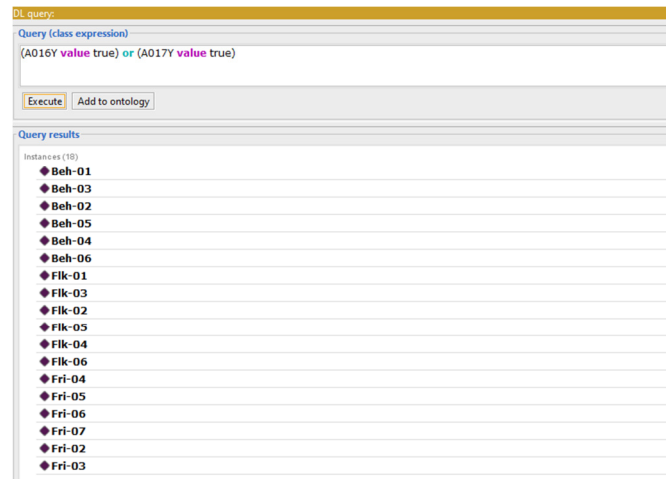 DL query:
Query (class expression)
(A016Y value true) or (A017Y value true)
Execute Add to ontology
Query results
Instances (18)
Beh-01
Beh-03
Beh-02
Beh-05
Beh-04
Beh-06
Flk-01
Flk-03
Flk-02
Flk-05
Flk-04
Flk-06
Fri-04
Fri-05
Fri-06
Fri-07
Fri-02
Fri-03